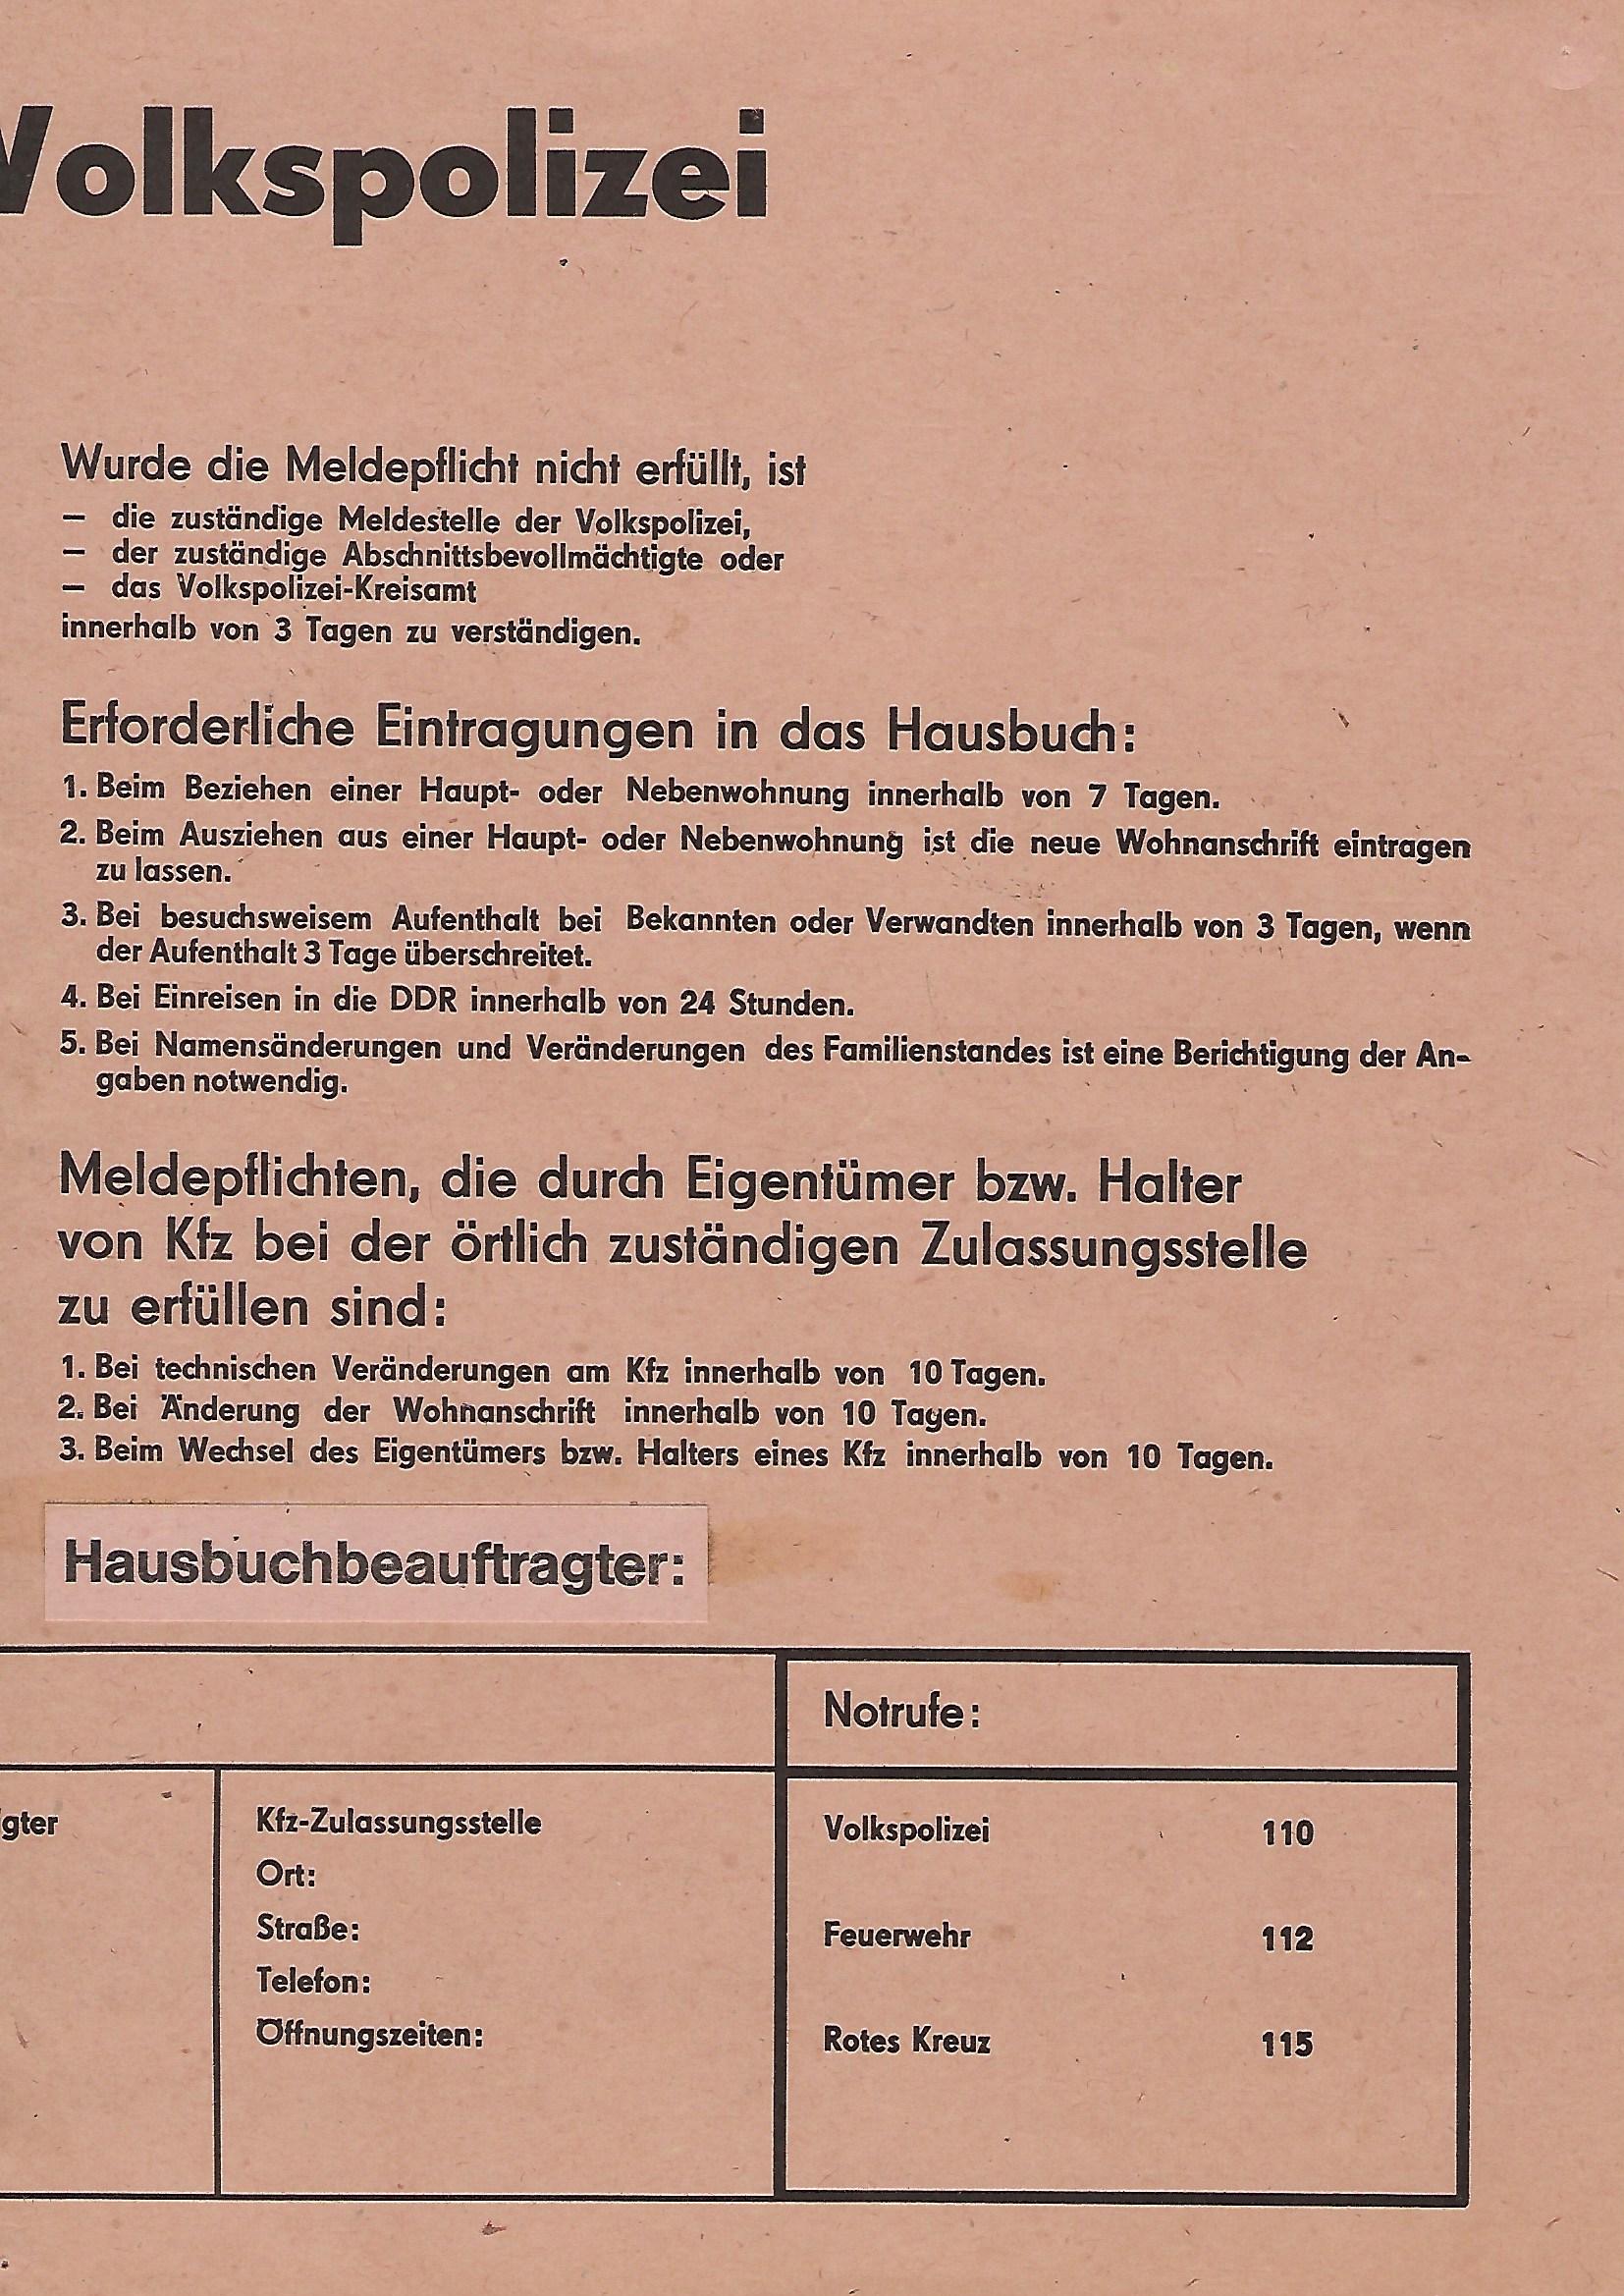 Volkspolizei
Wurde die Meldepflicht nicht erfüllt, ist
– die zuständige Meldestelle der Volkspolizei,
– der zuständige Abschnittsbevollmächtigte oder
– das Volkspolizei-Kreisamt
innerhalb von 3 Tagen zu verständigen.
Erforderliche Eintragungen in das Hausbuch:
1. Beim Beziehen einer Haupt- oder Nebenwohnung innerhalb von 7 Tagen.
2. Beim Ausziehen aus einer Haupt- oder Nebenwohnung ist die neue Wohnanschrift eintragen
zu lassen.
3. Bei besuchsweisem Aufenthalt bei Bekannten oder Verwandten innerhalb von 3 Tagen, wenn
der Aufenthalt 3 Tage überschreitet.
4. Bei Einreisen in die DDR innerhalb von 24 Stunden.
5. Bei Namensänderungen und Veränderungen des Familienstandes ist eine Berichtigung der An-
gaben notwendig.
Meldepflichten, die durch Eigentümer bzw. Halter
von Kfz bei der örtlich zuständigen Zulassungsstelle
zu erfüllen sind:
1. Bei technischen Veränderungen am Kfz innerhalb von 10 Tagen.
2. Bei Änderung der Wohnanschrift innerhalb von 10 Tagen.
3. Beim Wechsel des Eigentümers bzw. Halters eines Kfz innerhalb von 10 Tagen.
Hausbuchbeauftragter:
Notrufe:
gter
Kfz-Zulassungsstelle
Ort:
Straße:
Telefon:
Öffnungszeiten:
Volkspolizei 110
Feuerwehr 112
Rotes Kreuz 115